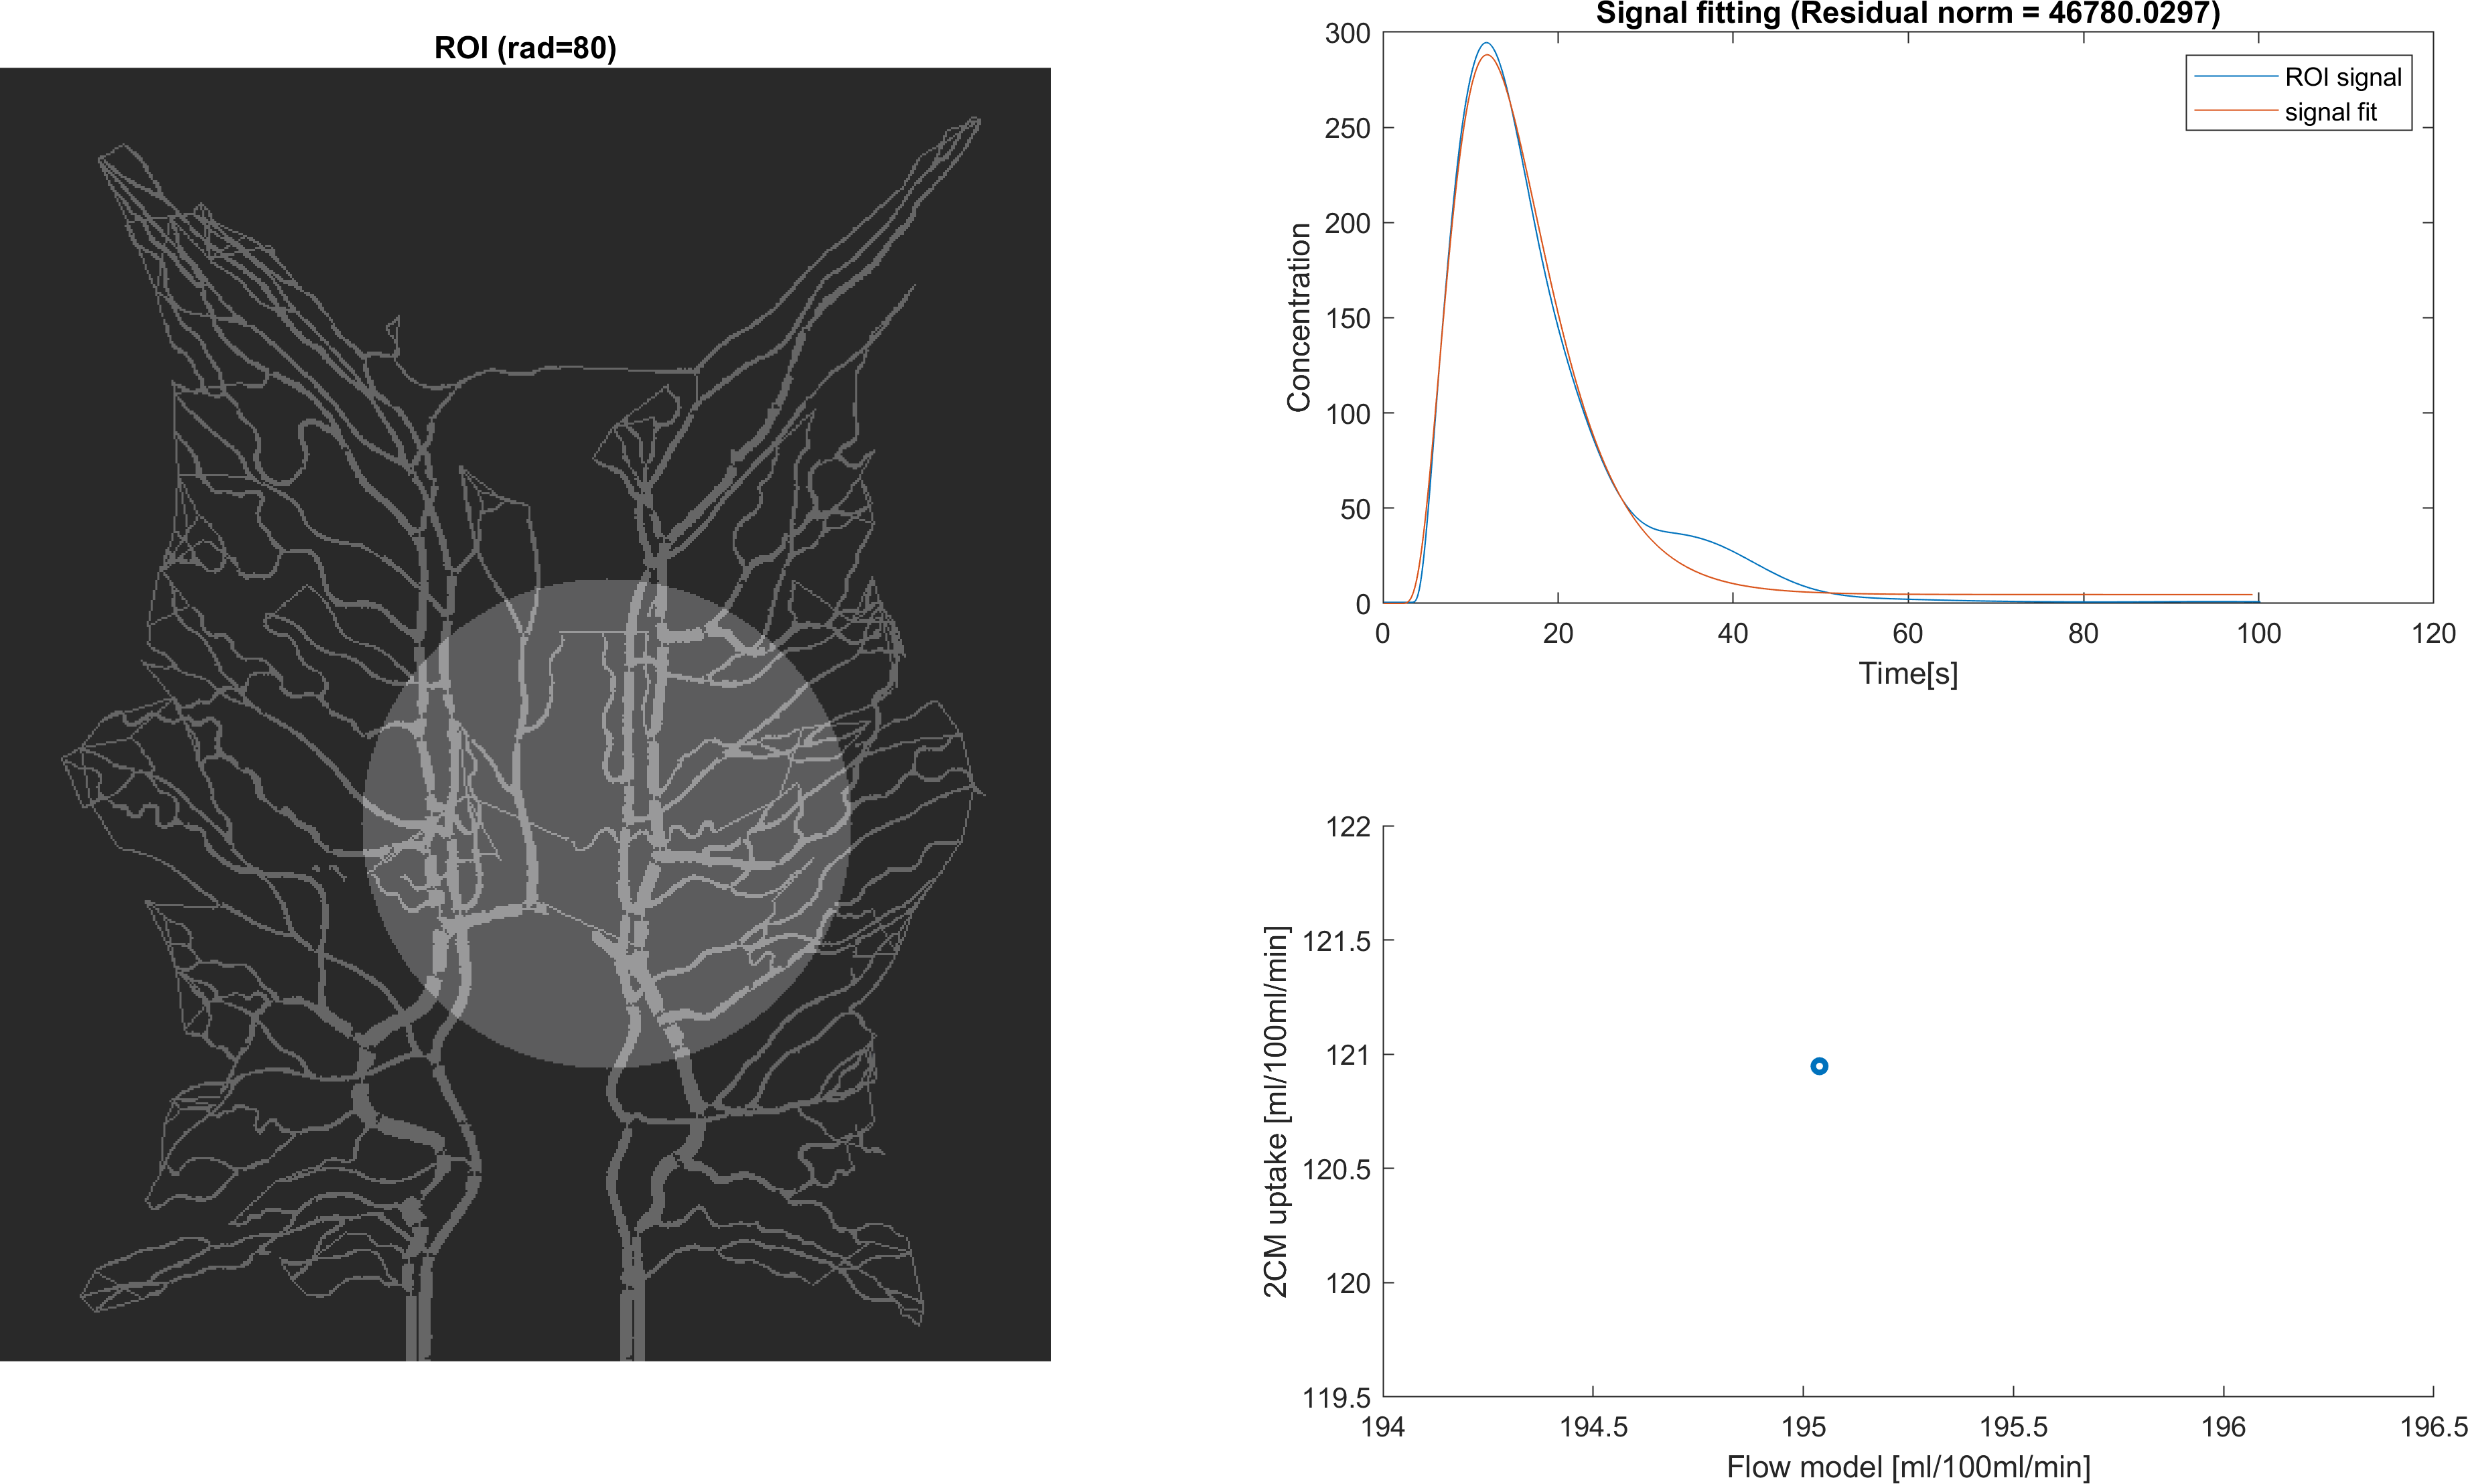 ROI (rad=80)
Signal fitting (Residual norm = 46780.0297)
300
250
200
150
100
50
0
Concentration
ROI signal
signal fit
0 20 40 60 80 100 120
Time[s]
122
121.5
121
120.5
120
119.5
2CM uptake [ml/100ml/min]
194 194.5 195 195.5 196 196.5
Flow model [ml/100ml/min]